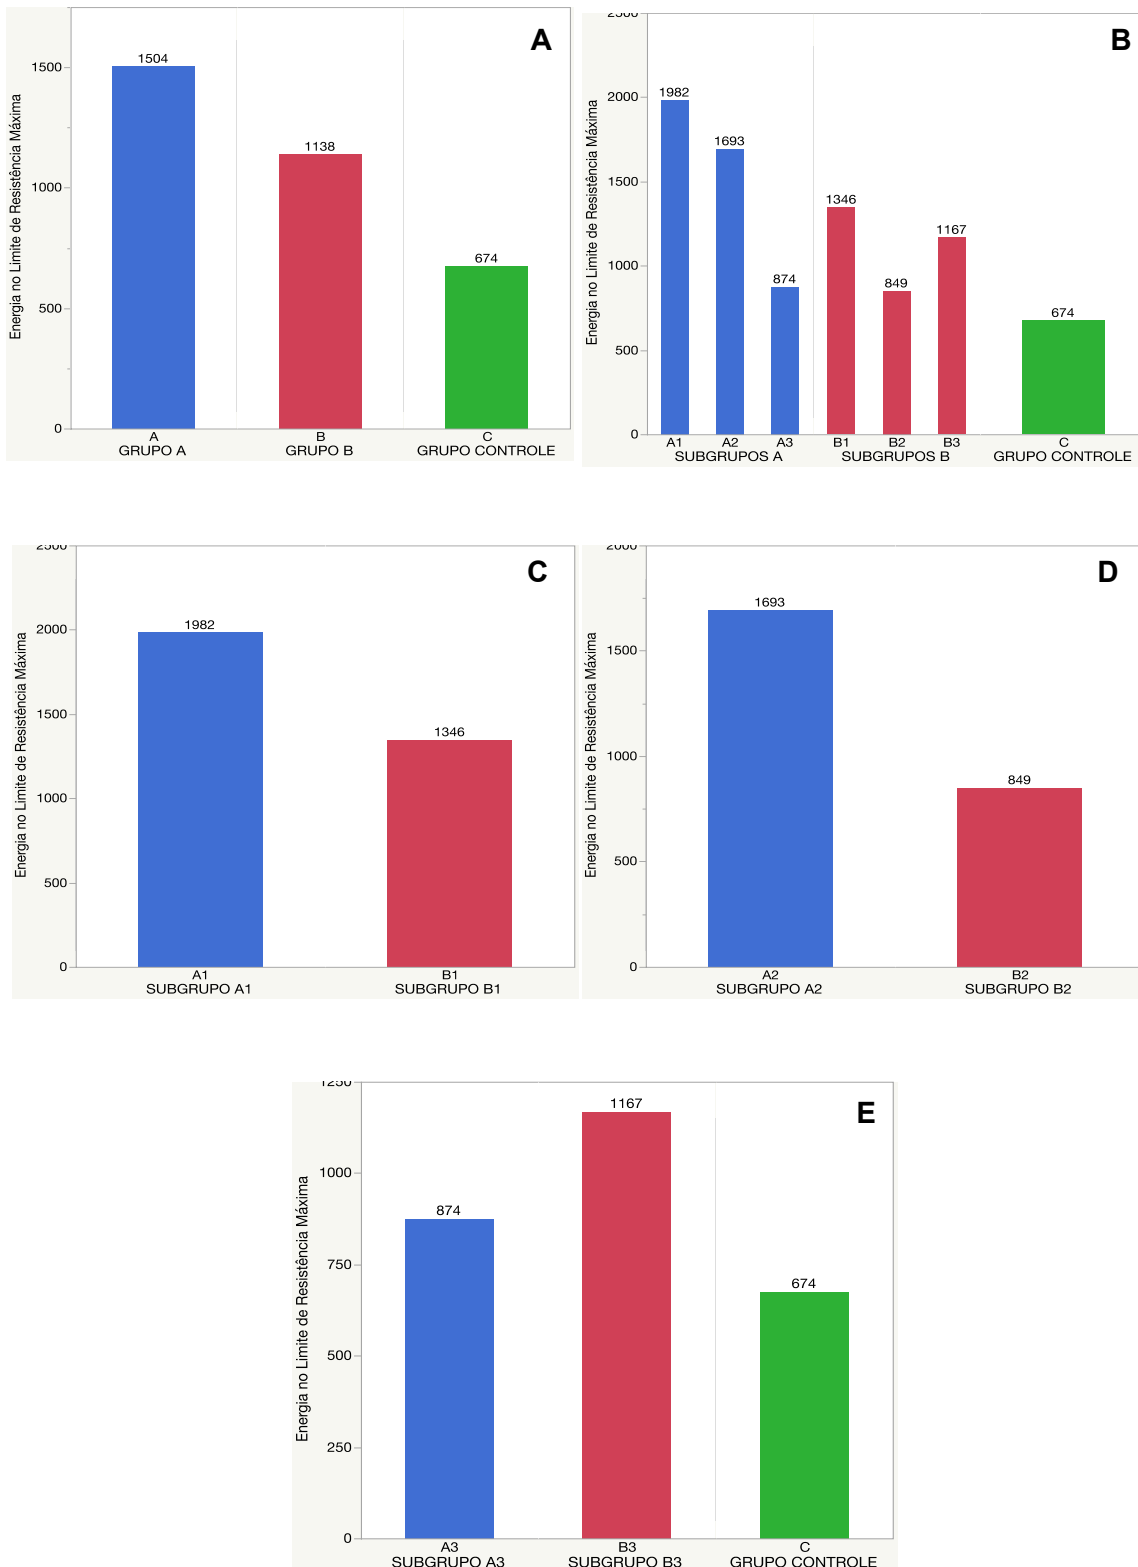 A
1500
1000
500
0
1504
1138
674
Energia no Limite de Resistência Máxima
A B C
GRUPO A GRUPO B GRUPO CONTROLE
B
2500
2000
1500
1000
500
0
1982
1693
874
1346
849
1167
674
Energia no Limite de Resistência Máxima
A1 A2 A3 B1 B2 B3 C
SUBGRUPOS A SUBGRUPOS B GRUPO CONTROLE
C
2500
2000
1500
1000
500
0
1982
1346
Energia no Limite de Resistência Máxima
A1 B1
SUBGRUPO A1 SUBGRUPO B1
D
2000
1500
1000
500
0
1693
849
Energia no Limite de Resistência Máxima
A2 B2
SUBGRUPO A2 SUBGRUPO B2
E
1250
1000
750
500
250
0
874
1167
674
Energia no Limite de Resistência Máxima
A3 B3 C
SUBGRUPO A3 SUBGRUPO B3 GRUPO CONTROLE